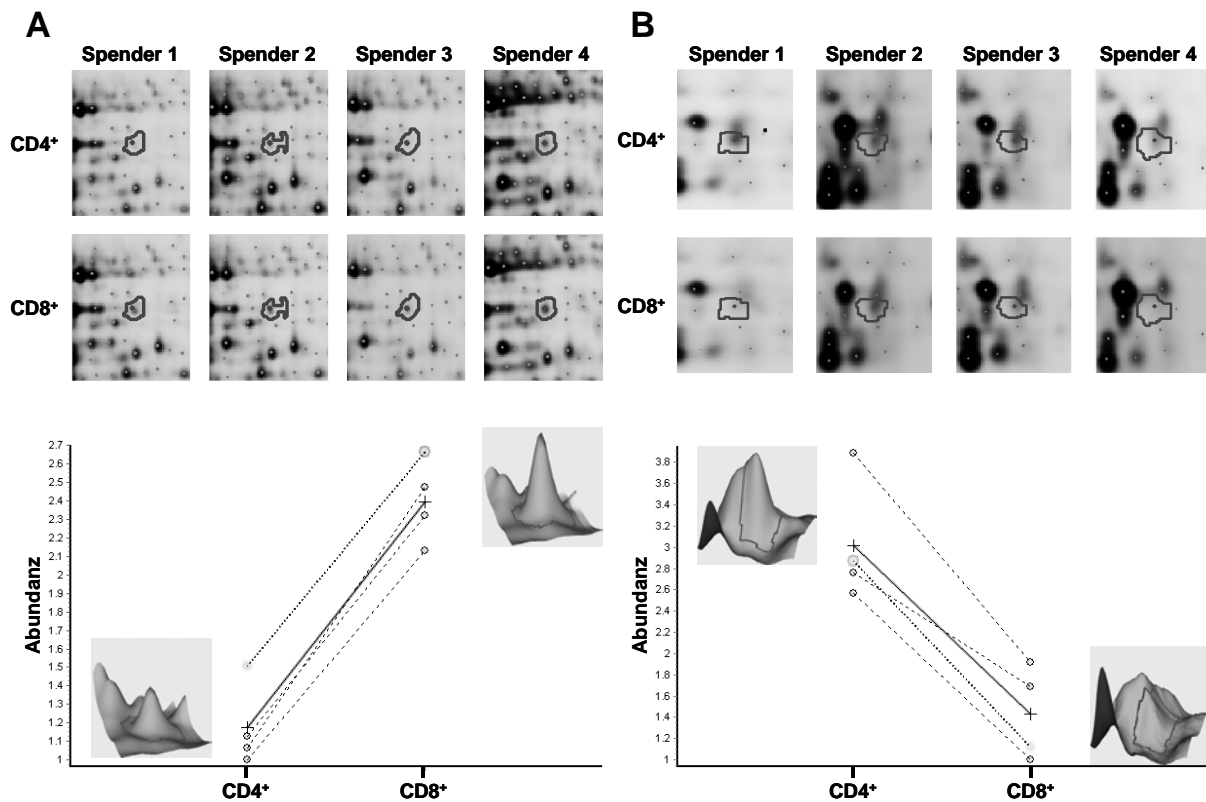 A
Spender 1 Spender 2 Spender 3 Spender 4
CD4⁺
CD8⁺
Abundanz
2.7
2.6
2.5
2.4
2.3
2.2
2.1
2
1.9
1.8
1.7
1.6
1.5
1.4
1.3
1.2
1.1
1
CD4⁺ CD8⁺
B
Spender 1 Spender 2 Spender 3 Spender 4
CD4⁺
CD8⁺
Abundanz
3.8
3.6
3.4
3.2
3
2.8
2.6
2.4
2.2
2
1.8
1.6
1.4
1.2
1
CD4⁺ CD8⁺